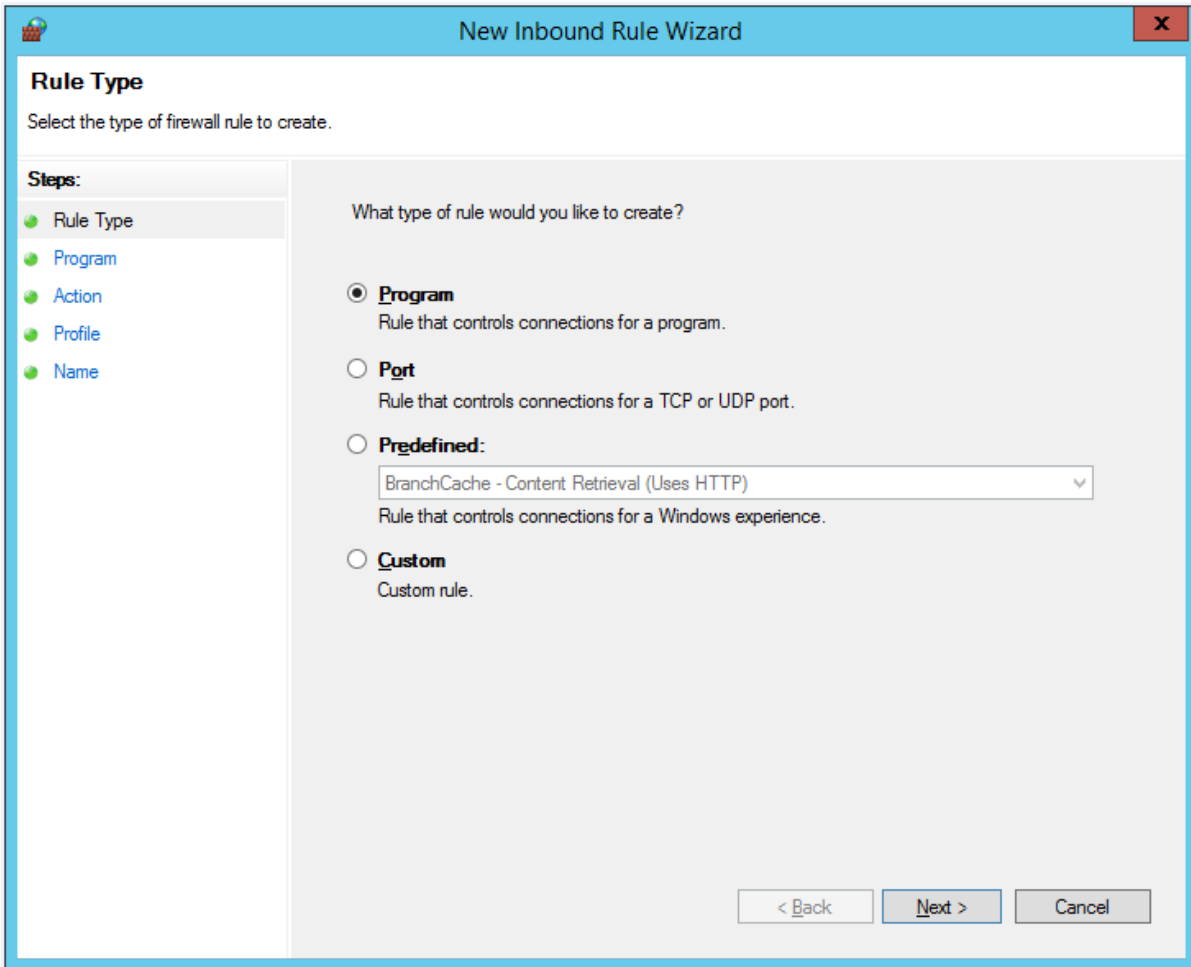 New Inbound Rule Wizard
x
Rule Type
Select the type of firewall rule to create.
Steps:
Rule Type
Program
Action
Profile
Name
What type of rule would you like to create?
Program
Rule that controls connections for a program.
Port
Rule that controls connections for a TCP or UDP port.
Predefined:
BranchCache - Content Retrieval (Uses HTTP)
Rule that controls connections for a Windows experience.
Custom
Custom rule.
< Back Next > Cancel